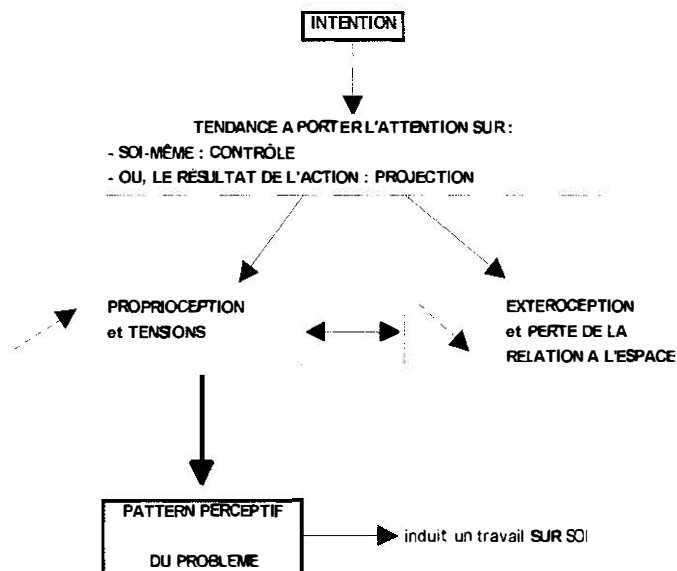 INTENTION
TENDANCE A PORTER L'ATTENTION SUR :
- SOI-MÊME : CONTRÔLE
- OU, LE RÉSULTAT DE L'ACTION : PROJECTION
PROPRIOCEPTION
et TENSIONS
EXTEROCEPTION
et PERTE DE LA
RELATION A L'ESPACE
PATTERN PERCEPTIF
DU PROBLEME
induit un travail SUR SOI